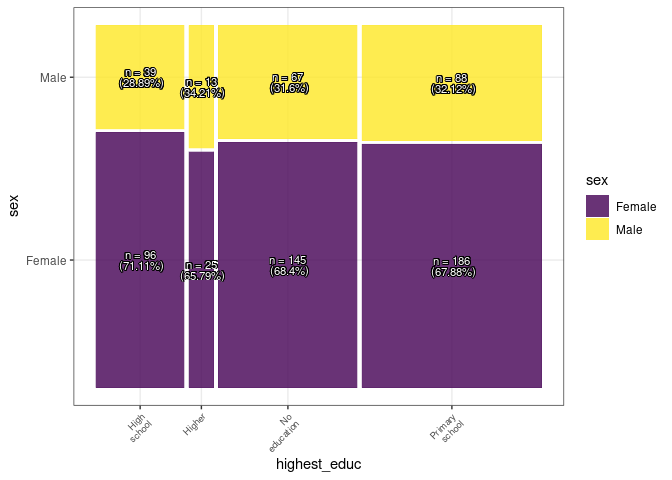 Male
Female
sex
n = 39
(28.89%)
n = 13
(34.21%)
n = 67
(31.6%)
n = 88
(32.12%)
n = 96
(71.11%)
n = 25
(65.79%)
n = 145
(68.4%)
n = 186
(67.88%)
High
school
Higher
No
education
Primary
school
highest_educ
sex
Female
Male